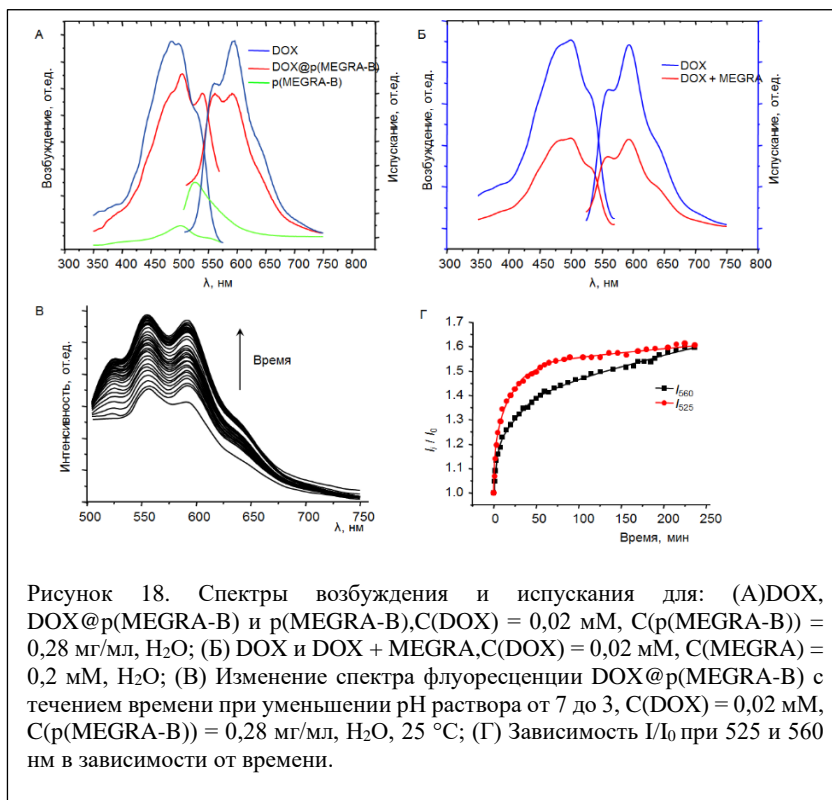 А
DOX
DOX@p(MEGRA-B)
p(MEGRA-B)
Возбуждение, от.ед.
Испускание, от.ед.
300 350 400 450 500 550 600 650 700 750 800
λ, нм
Б
DOX
DOX + MEGRA
Возбуждение, от.ед.
Испускание, от.ед.
300 350 400 450 500 550 600 650 700 750 800
λ, нм
В
Время
Интенсивность, от.ед.
500 550 600 650 700 750
λ, нм
Г
1.7
1.6
1.5
1.4
1.3
1.2
1.1
1.0
I₅₆₀
I₅₂₅
Iᵢ / I₀
0 50 100 150 200 250
Время, мин
Рисунок 18. Спектры возбуждения и испускания для: (А)DOX,
DOX@p(MEGRA-B) и p(MEGRA-B),C(DOX) = 0,02 мМ, C(p(MEGRA-B)) =
0,28 мг/мл, H₂O; (Б) DOX и DOX + MEGRA,C(DOX) = 0,02 мМ, C(MEGRA) =
0,2 мМ, H₂O; (В) Изменение спектра флуоресценции DOX@p(MEGRA-B) с
течением времени при уменьшении pH раствора от 7 до 3, C(DOX) = 0,02 мМ,
C(p(MEGRA-B)) = 0,28 мг/мл, H₂O, 25 °C; (Г) Зависимость I/I₀ при 525 и 560
нм в зависимости от времени.